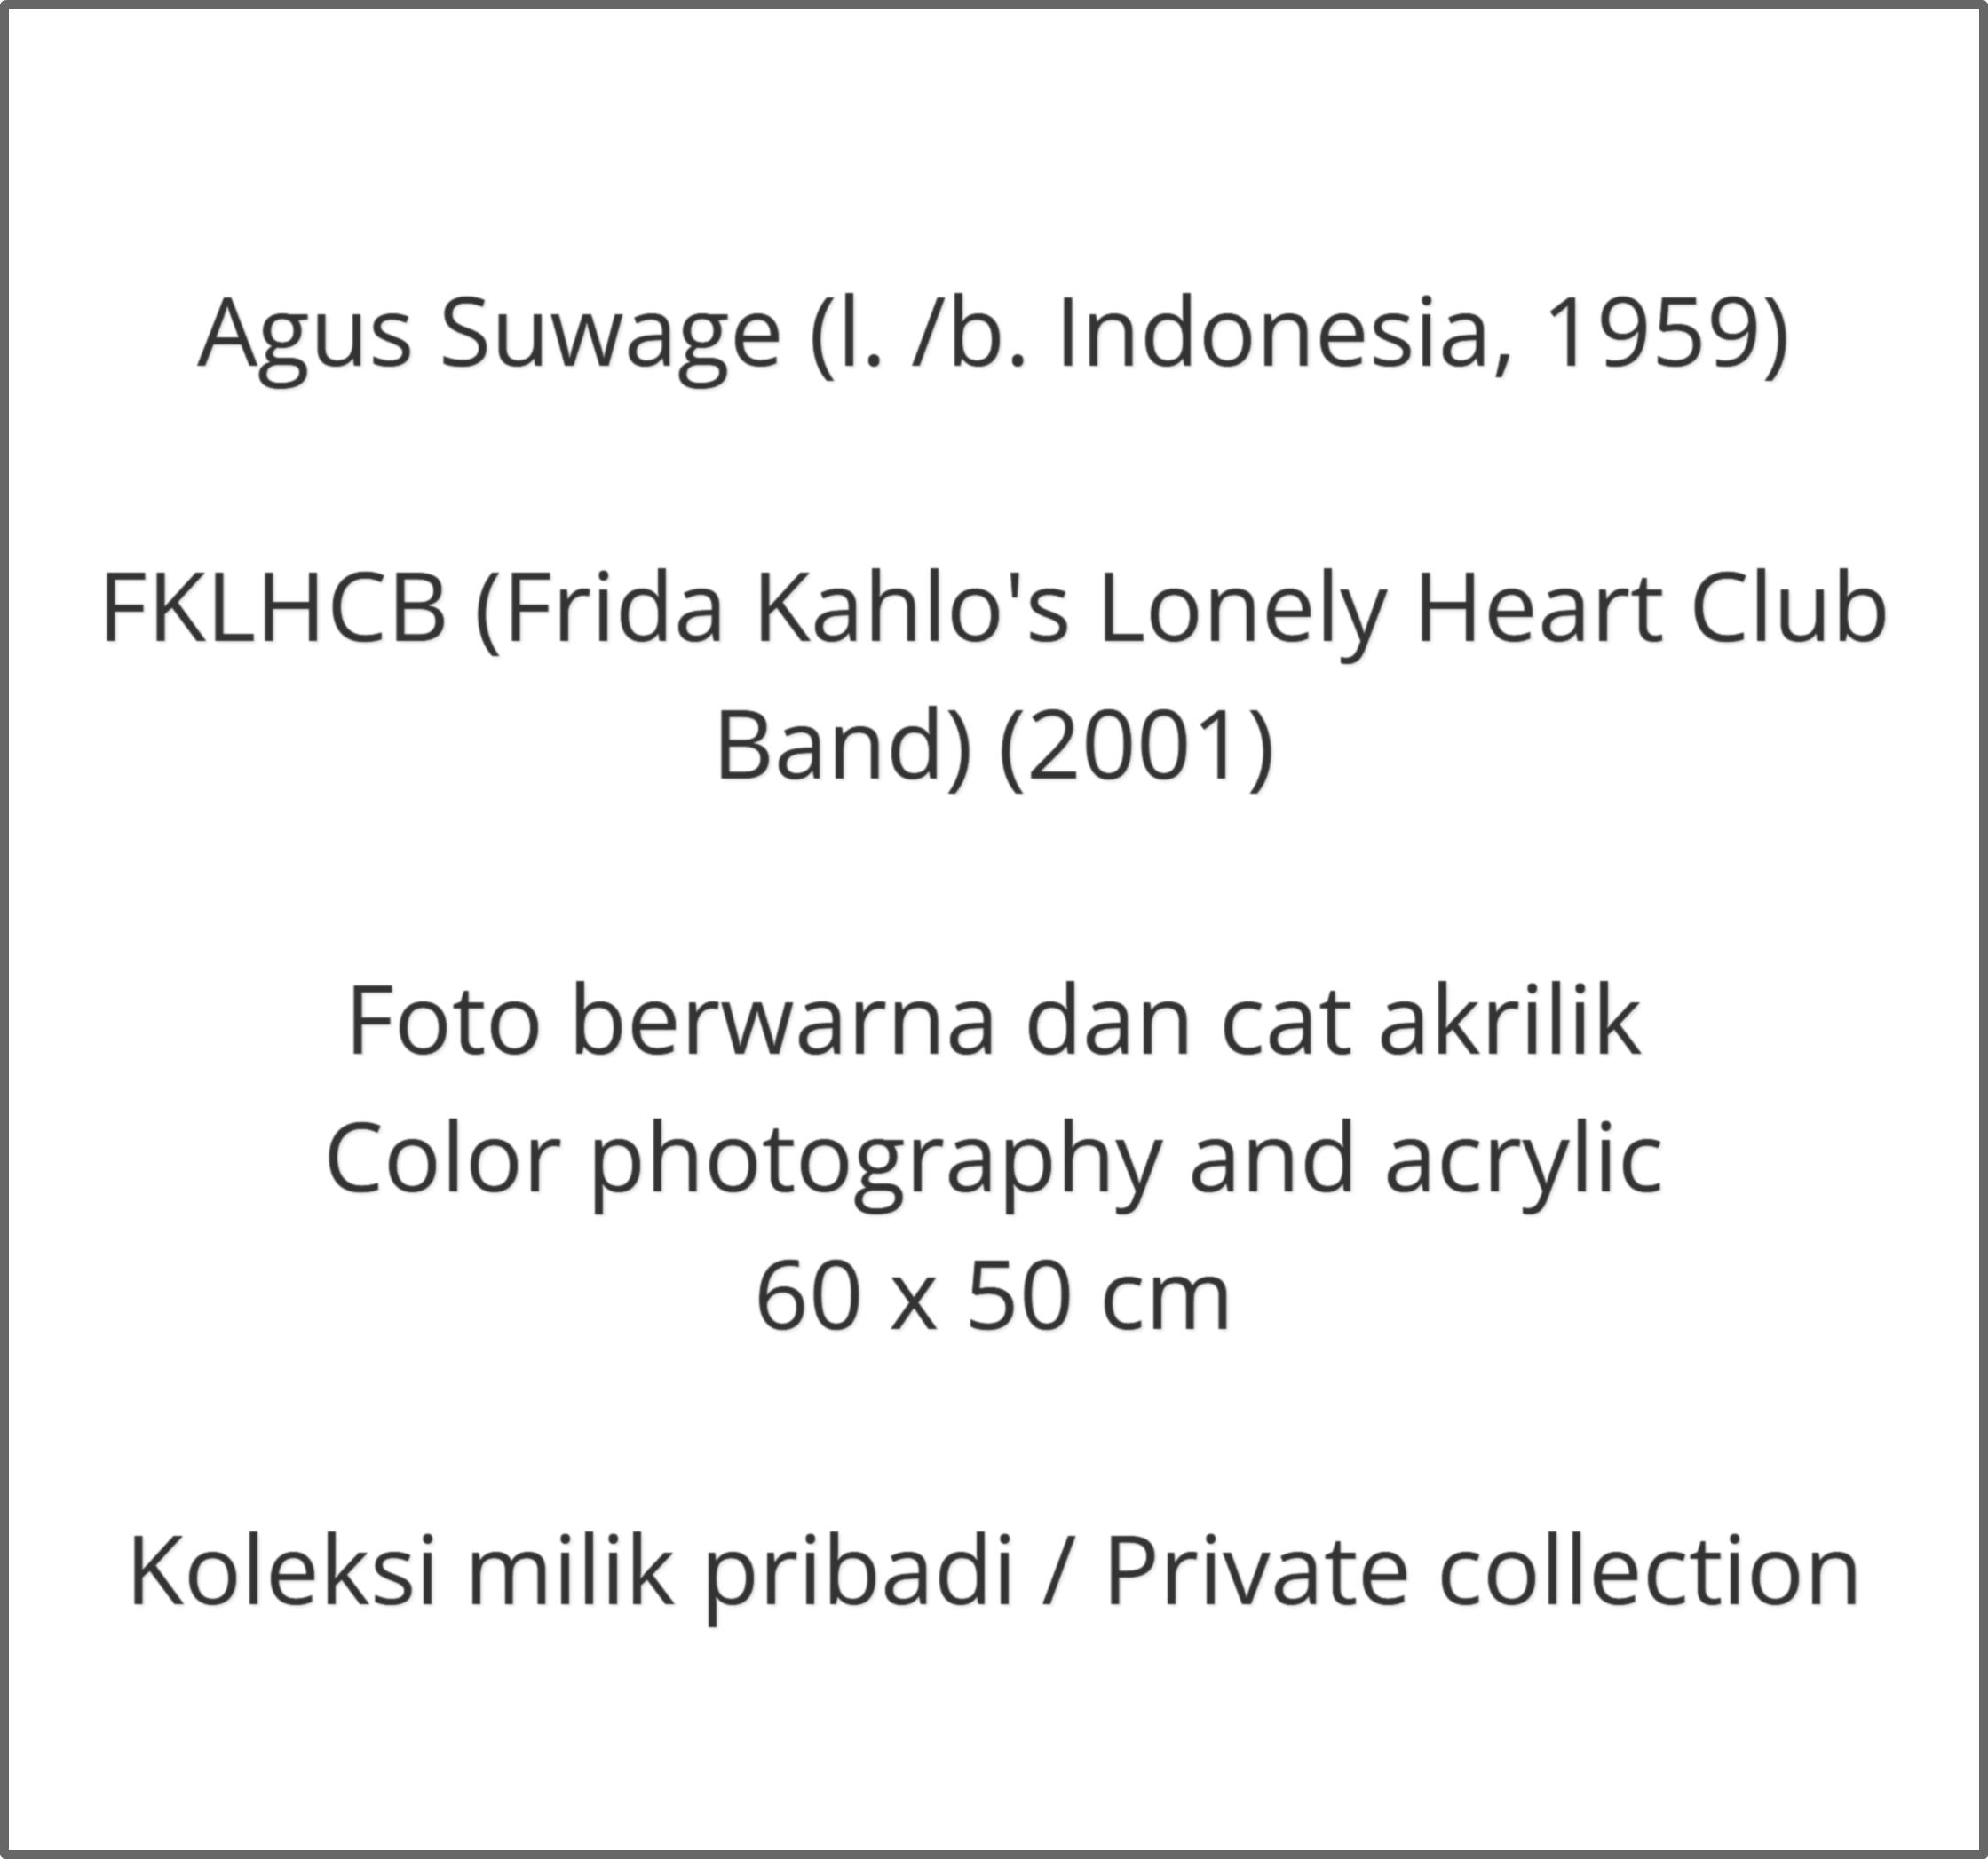 Agus Suwage (l. /b. Indonesia, 1959)
FKLHCB (Frida Kahlo's Lonely Heart Club
Band) (2001)
Foto berwarna dan cat akrilik
Color photography and acrylic
60 x 50 cm
Koleksi milik pribadi / Private collection